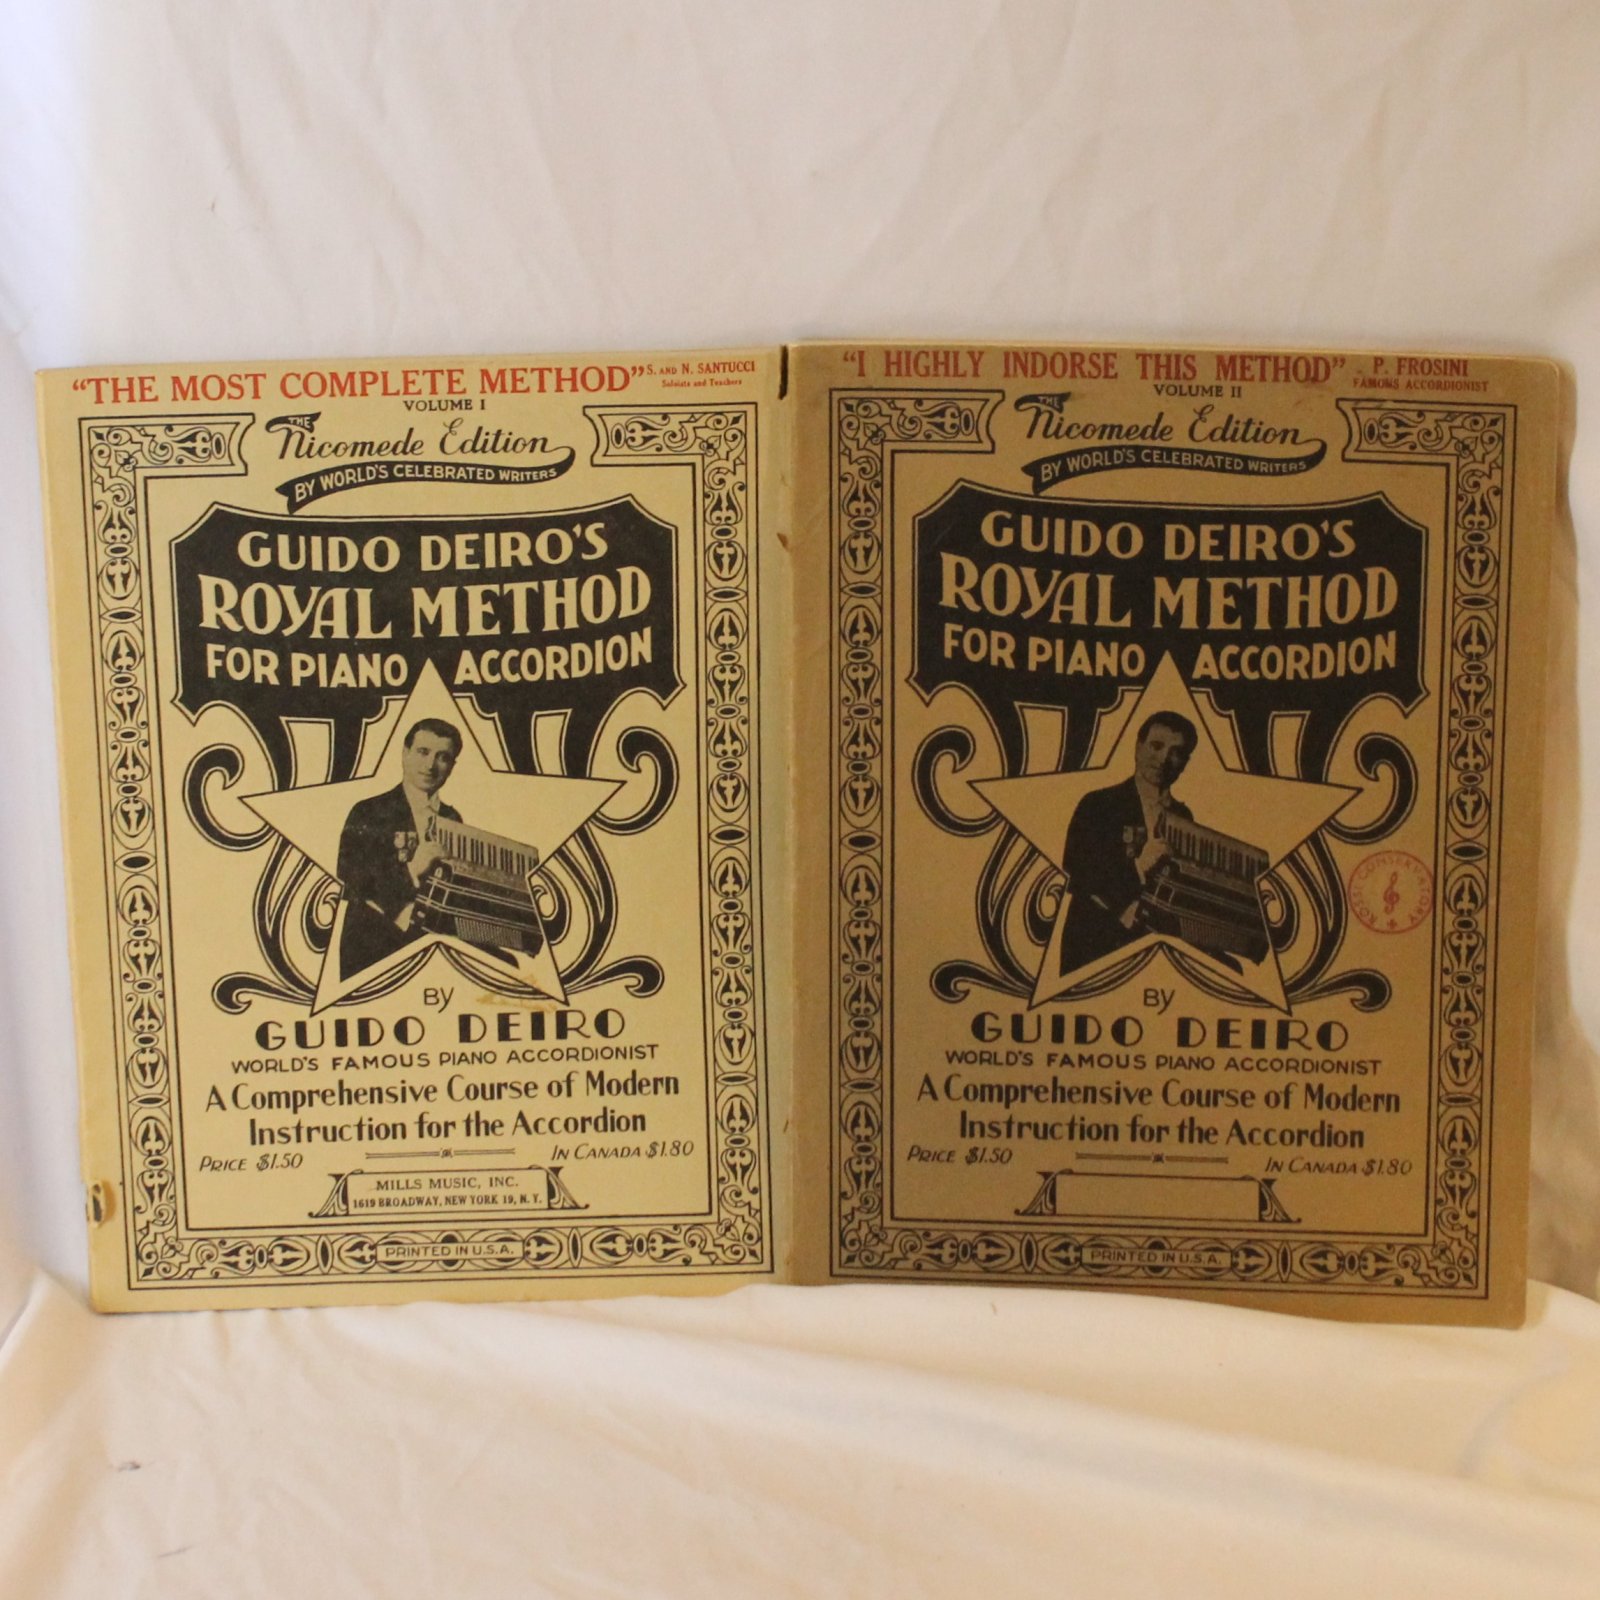 "THE MOST COMPLETE METHOD" S. AND N. SANTUCCI
Soloists and Teachers
VOLUME I
THE
Nicomede Edition
BY WORLD'S CELEBRATED WRITERS
GUIDO DEIRO'S
ROYAL METHOD
FOR PIANO ACCORDION
BY
GUIDO DEIRO
WORLD'S FAMOUS PIANO ACCORDIONIST
A Comprehensive Course of Modern
Instruction for the Accordion
PRICE $1.50 IN CANADA $1.80
MILLS MUSIC, INC.
1619 BROADWAY, NEW YORK 19, N. Y.
PRINTED IN U.S.A.
"I HIGHLY INDORSE THIS METHOD" P. FROSINI
FAMOUS ACCORDIONIST
VOLUME II
THE
Nicomede Edition
BY WORLD'S CELEBRATED WRITERS
GUIDO DEIRO'S
ROYAL METHOD
FOR PIANO ACCORDION
ROSSI CONSERVATORY
BY
GUIDO DEIRO
WORLD'S FAMOUS PIANO ACCORDIONIST
A Comprehensive Course of Modern
Instruction for the Accordion
PRICE $1.50 IN CANADA $1.80
PRINTED IN U.S.A.